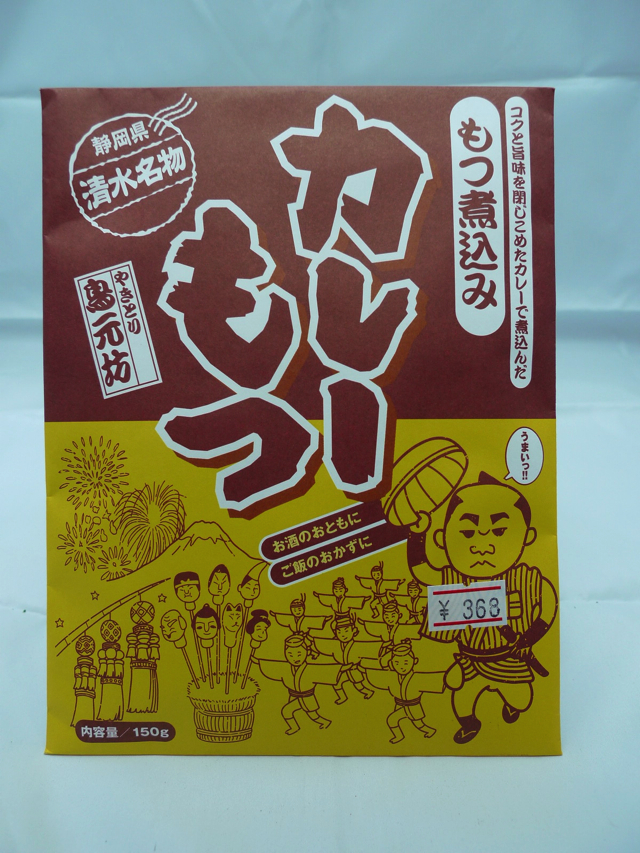 静岡県
清水名物
カレー
もつ
もつ煮込み
コクと旨味を閉じこめたカレーで煮込んだ
やきとり
鳥元坊
うまいっ!!
お酒のおともに
ご飯のおかずに
¥ 368
内容量/150g